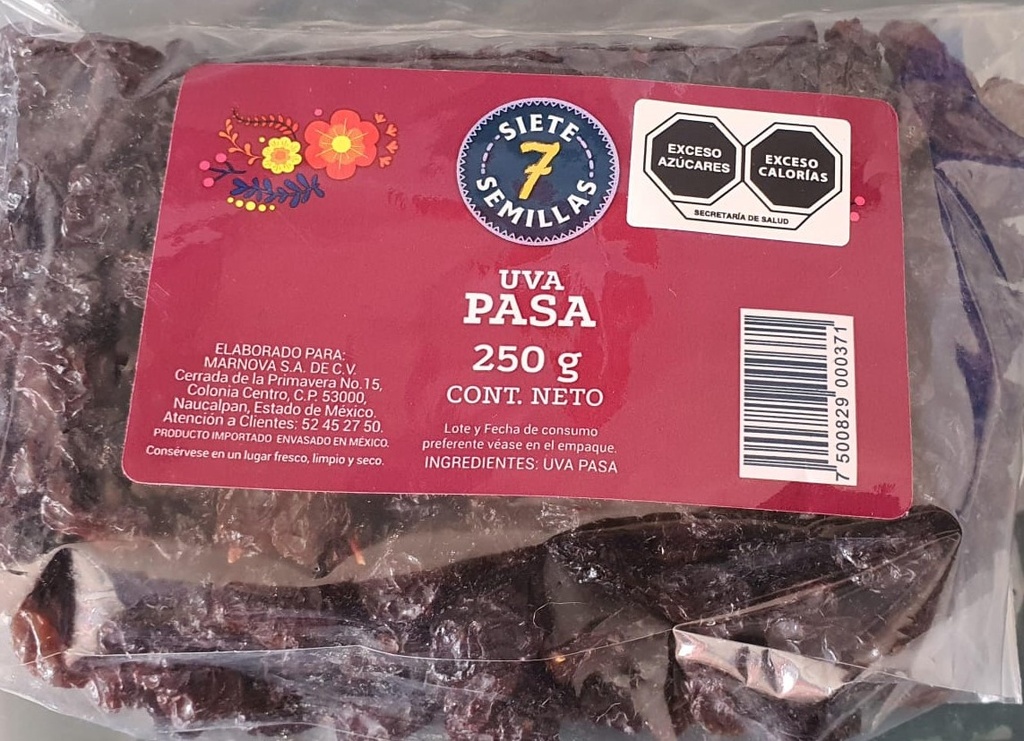 SIETE
7
SEMILLAS
EXCESO
AZÚCARES
EXCESO
CALORÍAS
SECRETARÍA DE SALUD
UVA
PASA
250 g
CONT. NETO
ELABORADO PARA:
MARNOVA S.A. DE C.V.
Cerrada de la Primavera No.15,
Colonia Centro, C.P. 53000,
Naucalpan, Estado de México.
Atención a Clientes: 52 45 27 50.
PRODUCTO IMPORTADO ENVASADO EN MÉXICO.
Consérvese en un lugar fresco, limpio y seco.
Lote y Fecha de consumo
preferente véase en el empaque.
INGREDIENTES: UVA PASA
7 500829 000371